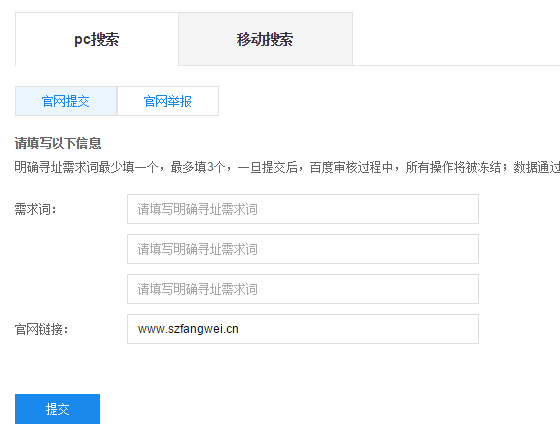 pc搜索 移动搜索
官网提交 官网举报
请填写以下信息
明确寻址需求词最少填一个，最多填3个，一旦提交后，百度审核过程中，所有操作将被冻结；数据通过
需求词： 请填写明确寻址需求词
请填写明确寻址需求词
请填写明确寻址需求词
官网链接： www.szfangwei.cn
提交